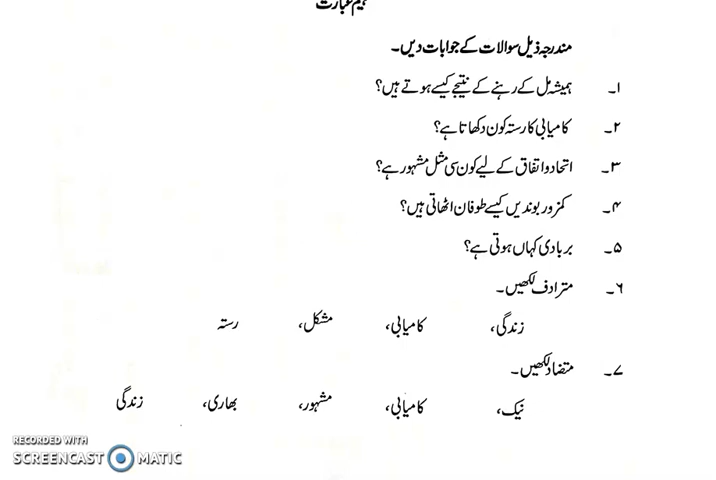 تفہیم عبارت
مندرجہ ذیل سوالات کے جوابات دیں۔
۱۔ ہمیشہ مل کے رہنے کے نتیجے کیسے ہوتے ہیں؟
۲۔ کامیابی کا رستہ کون دکھاتا ہے؟
۳۔ اتحاد و اتفاق کے لیے کون سی مثل مشہور ہے؟
۴۔ کمزور بوندیں کیسے طوفان اٹھاتی ہیں؟
۵۔ بربادی کہاں ہوتی ہے؟
۶۔ مترادف لکھیں۔
زندگی، کامیابی، مشکل، رستہ
۷۔ متضاد لکھیں۔
نیک، کامیابی، مشہور، بھاری، زندگی
RECORDED WITH
SCREENCAST MATIC